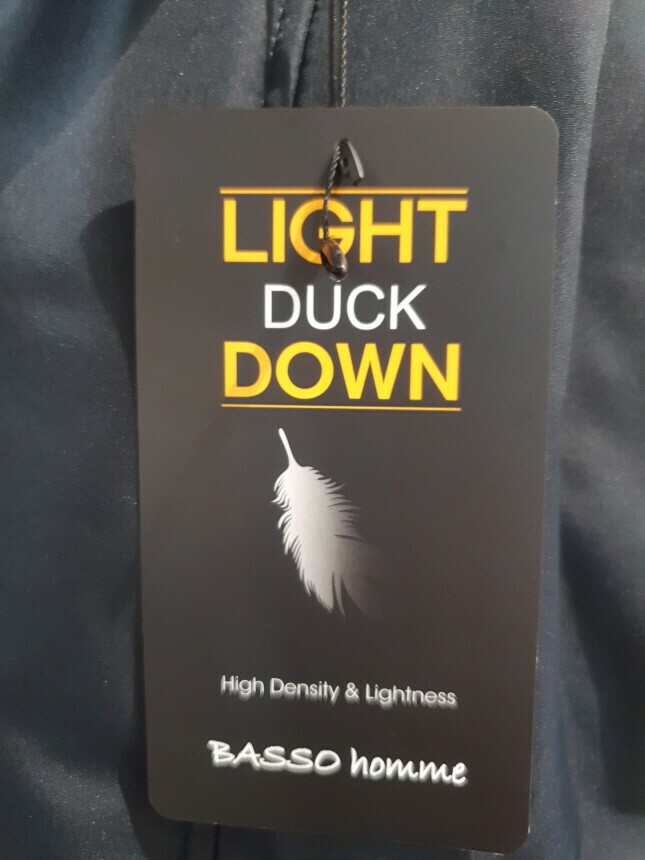 LIGHT
DUCK
DOWN
High Density & Lightness
BASSO homme